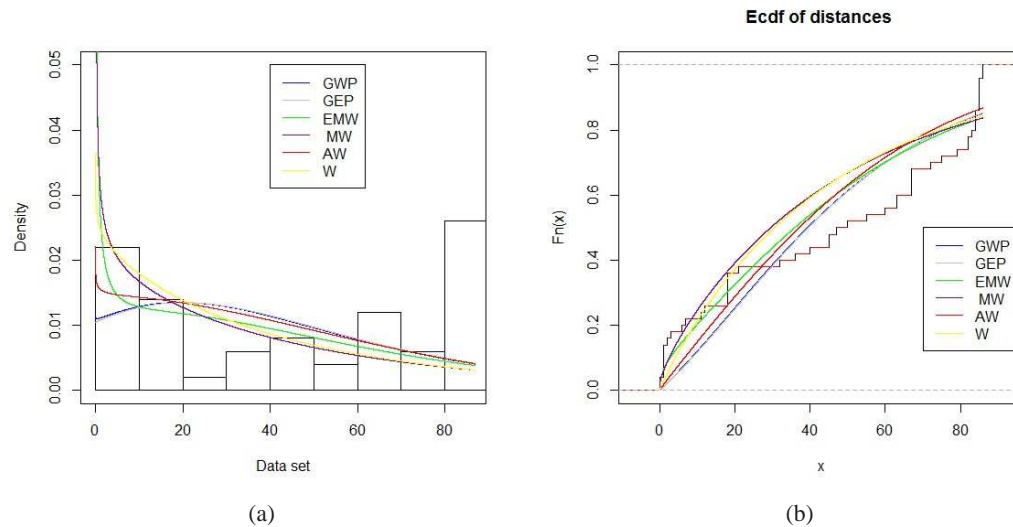 0.05
0.04
0.03
0.02
0.01
0.00
Density
GWP
GEP
EMW
MW
AW
W
0 20 40 60 80
Data set
(a)
Ecdf of distances
1.0
0.8
0.6
0.4
0.2
0.0
Fn(x)
GWP
GEP
EMW
MW
AW
W
0 20 40 60 80
x
(b)